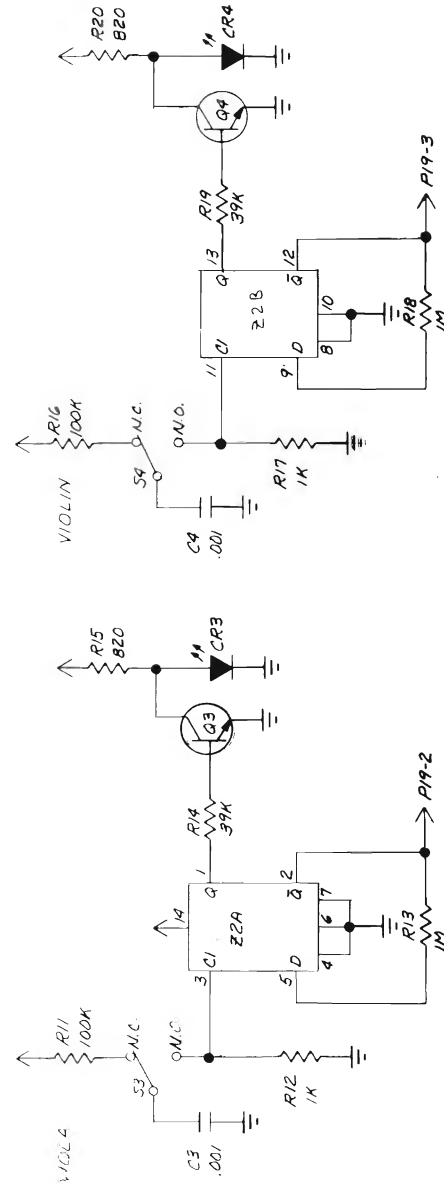 VIOLA
R11
100K
N.C.
S3
N.O.
C3
.001
R12
1K
3
CI
14
Z2A
Q
1
5
D
Q̅
2
4
6
7
R13
1M
P19-2
R14
39K
Q3
R15
820
CR3
VIOLIN
R16
100K
N.C.
S4
N.O.
C4
.001
R17
1K
11
CI
Z2B
Q
13
9
D
Q̅
12
8
10
R18
1M
P19-3
R19
39K
Q4
R20
820
CR4